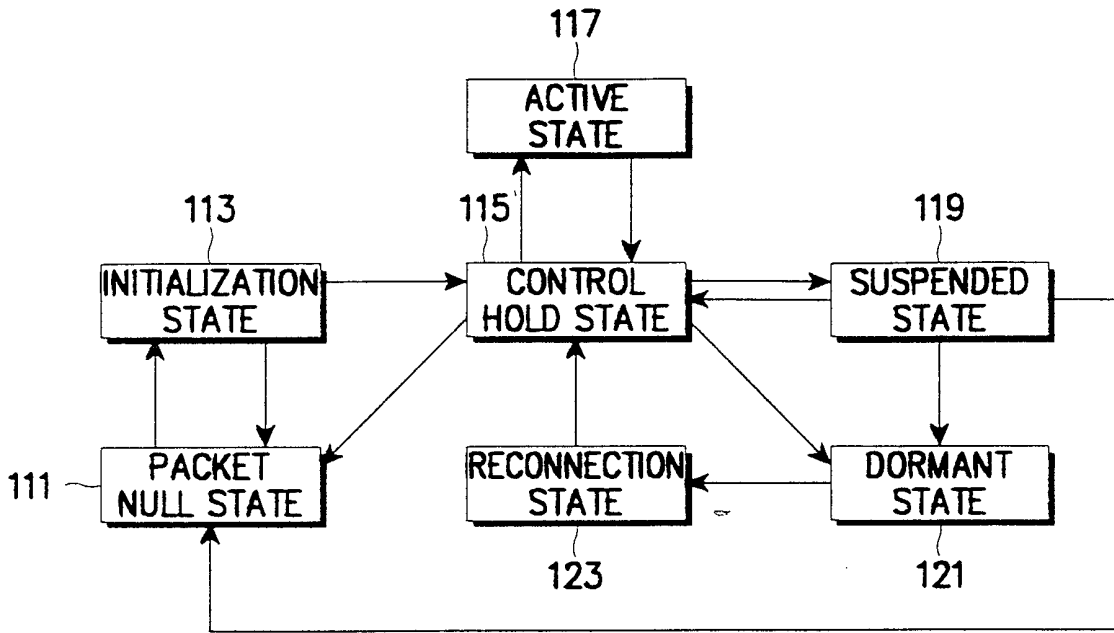 117
ACTIVE
STATE
113
115
119
INITIALIZATION
STATE
CONTROL
HOLD STATE
SUSPENDED
STATE
111
PACKET
NULL STATE
RECONNECTION
STATE
DORMANT
STATE
123
121